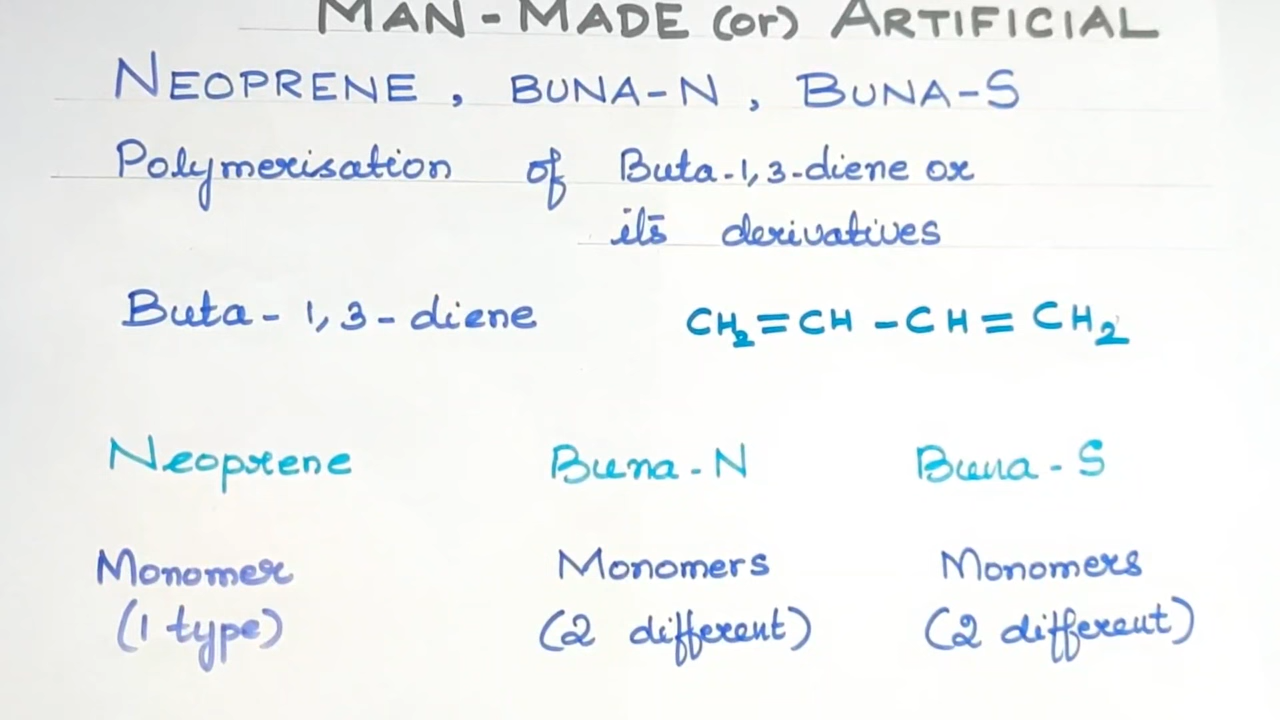 MAN-MADE (or) ARTIFICIAL
NEOPRENE, BUNA-N, BUNA-S
Polymerisation of Buta-1,3-diene or
its derivatives
Buta-1,3-diene CH2=CH-CH=CH2
Neoprene Buna-N Buna-S
Monomer Monomers Monomers
(1 type) (2 different) (2 different)